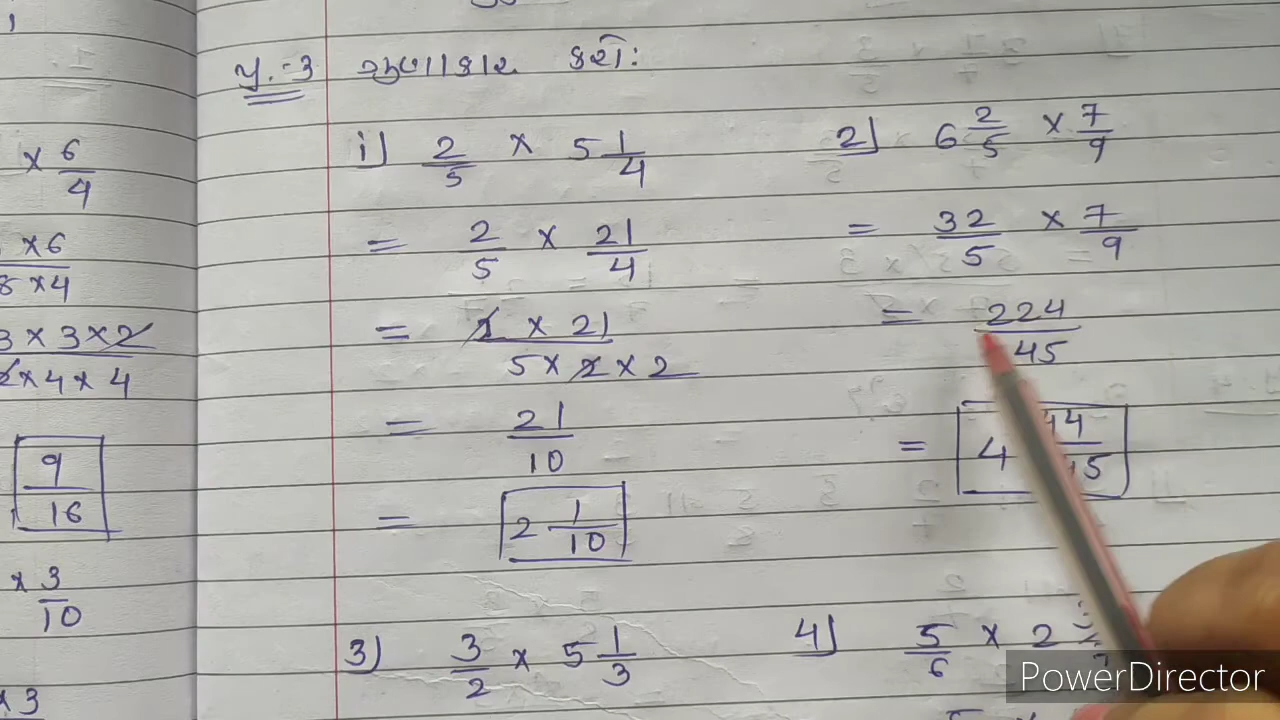 પ્ર.-3 ગુણાકાર કરો:
i) 2/5 × 5 1/4
= 2/5 × 21/4
= 2 × 21 / 5 × 2 × 2
= 21/10
= 2 1/10
2) 6 2/5 × 7/9
= 32/5 × 7/9
= 224/45
= 4 44/45
3) 3/2 × 5 1/3
4) 5/6 × 2
× 6/4
× 6
8 × 4
3 × 3 × 2
2 × 4 × 4
9/16
× 3/10
× 3
PowerDirector